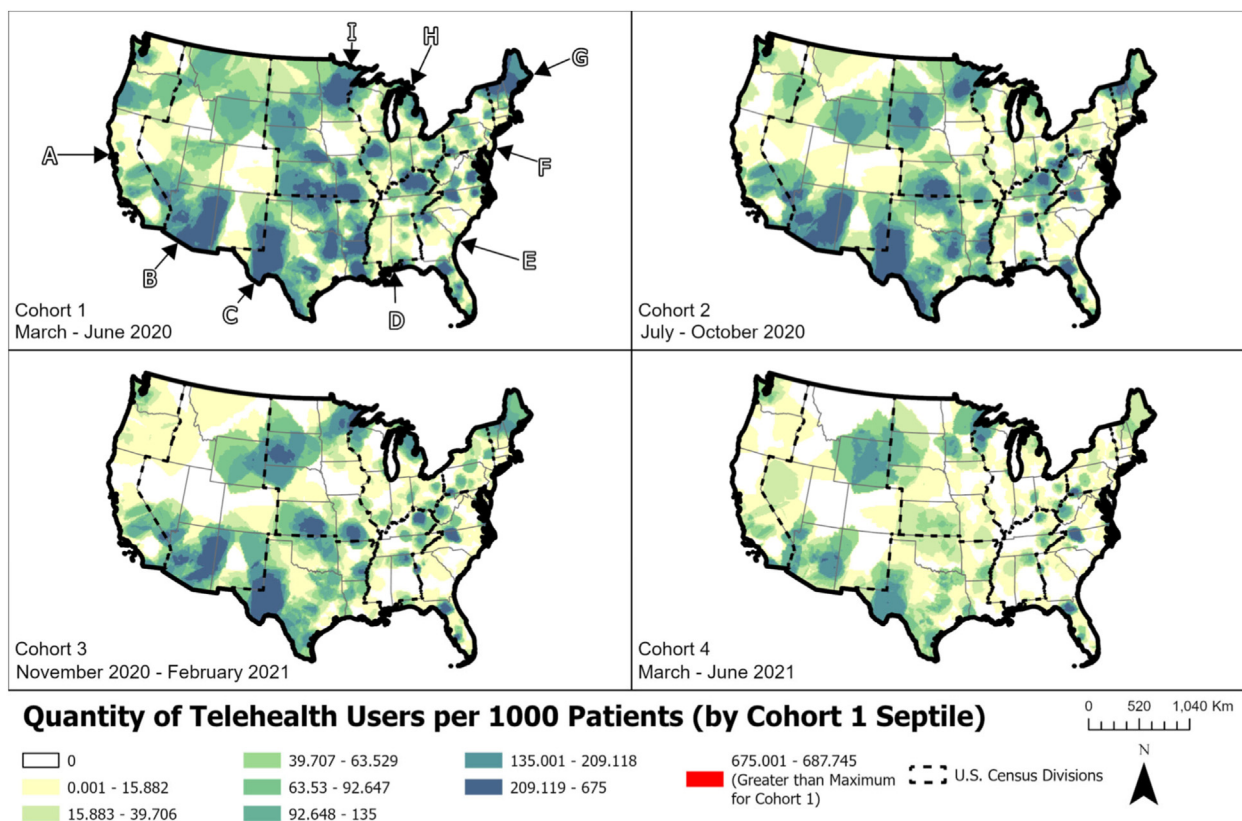 I
H
G
A
F
B
C
D
E
Cohort 1
March - June 2020
Cohort 2
July - October 2020
Cohort 3
November 2020 - February 2021
Cohort 4
March - June 2021
Quantity of Telehealth Users per 1000 Patients (by Cohort 1 Septile)
0
0.001 - 15.882
15.883 - 39.706
39.707 - 63.529
63.53 - 92.647
92.648 - 135
135.001 - 209.118
209.119 - 675
675.001 - 687.745
(Greater than Maximum
for Cohort 1)
U.S. Census Divisions
0 520 1,040 Km
N